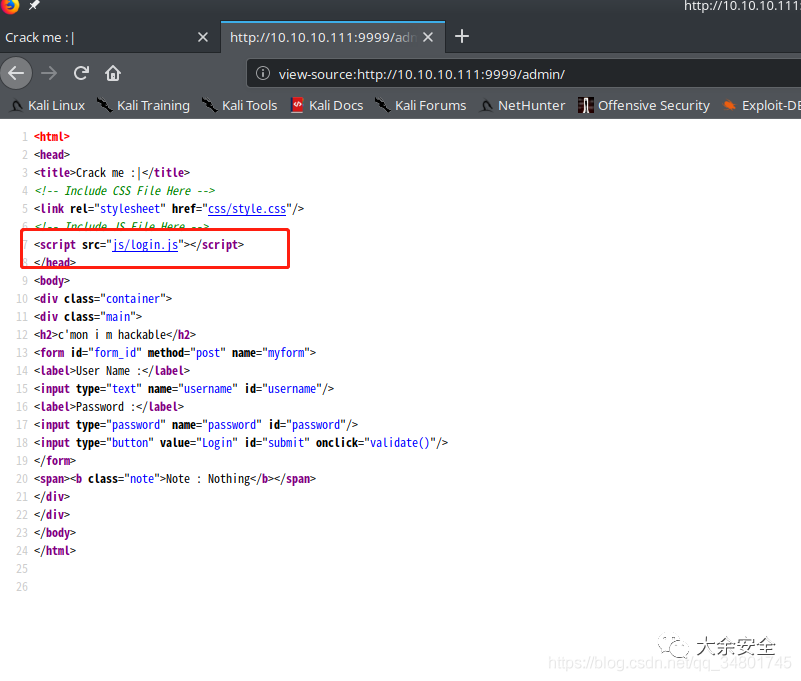 http://10.10.10.111:
Crack me :|
http://10.10.10.111:9999/adm
view-source:http://10.10.10.111:9999/admin/
Kali Linux Kali Training Kali Tools Kali Docs Kali Forums NetHunter Offensive Security Exploit-DB
1 <html>
2 <head>
3 <title>Crack me :|</title>
4 <!-- Include CSS File Here -->
5 <link rel="stylesheet" href="css/style.css"/>
6 <!-- Include JS File Here -->
7 <script src="js/login.js"></script>
8 </head>
9 <body>
10 <div class="container">
11 <div class="main">
12 <h2>c'mon i m hackable</h2>
13 <form id="form_id" method="post" name="myform">
14 <label>User Name :</label>
15 <input type="text" name="username" id="username"/>
16 <label>Password :</label>
17 <input type="password" name="password" id="password"/>
18 <input type="button" value="Login" id="submit" onclick="validate()"/>
19 </form>
20 <span><b class="note">Note : Nothing</b></span>
21 </div>
22 </div>
23 </body>
24 </html>
25
26
大余安全
https://blog.csdn.net/qq_34801745